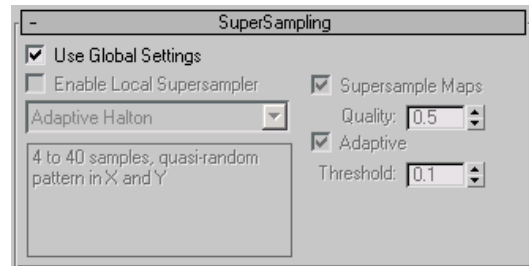 - SuperSampling
Use Global Settings
Enable Local Supersampler
Adaptive Halton
4 to 40 samples, quasi-random
pattern in X and Y
Supersample Maps
Quality: 0.5
Adaptive
Threshold: 0.1